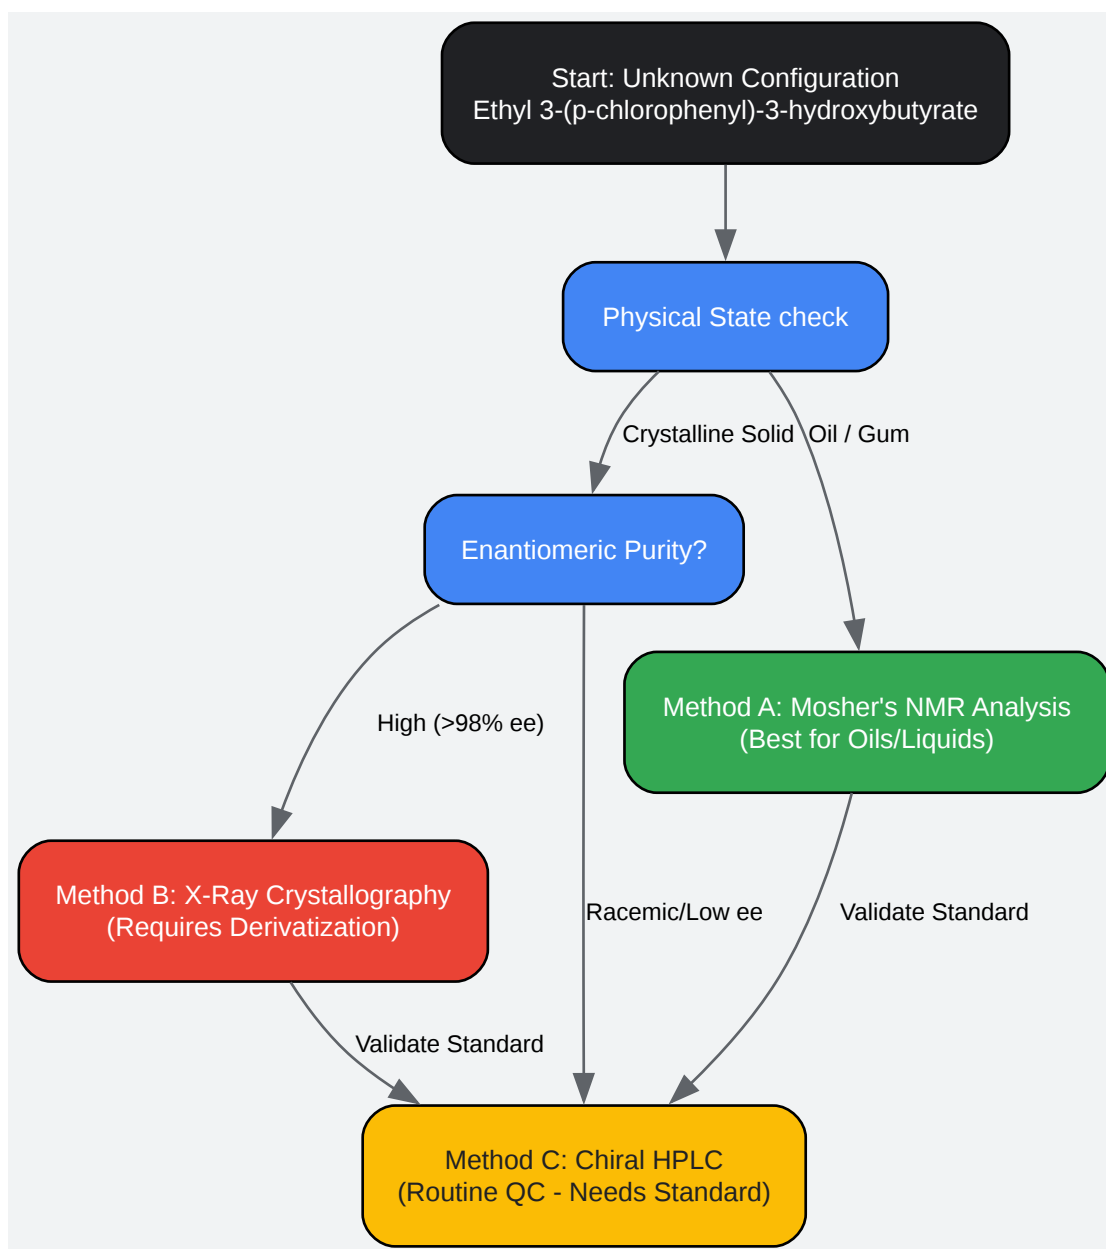 Start: Unknown Configuration
Ethyl 3-(p-chlorophenyl)-3-hydroxybutyrate
Physical State check
Crystalline Solid
Oil / Gum
Enantiomeric Purity?
Method A: Mosher's NMR Analysis
(Best for Oils/Liquids)
High (>98% ee)
Method B: X-Ray Crystallography
(Requires Derivatization)
Racemic/Low ee
Validate Standard
Validate Standard
Method C: Chiral HPLC
(Routine QC - Needs Standard)